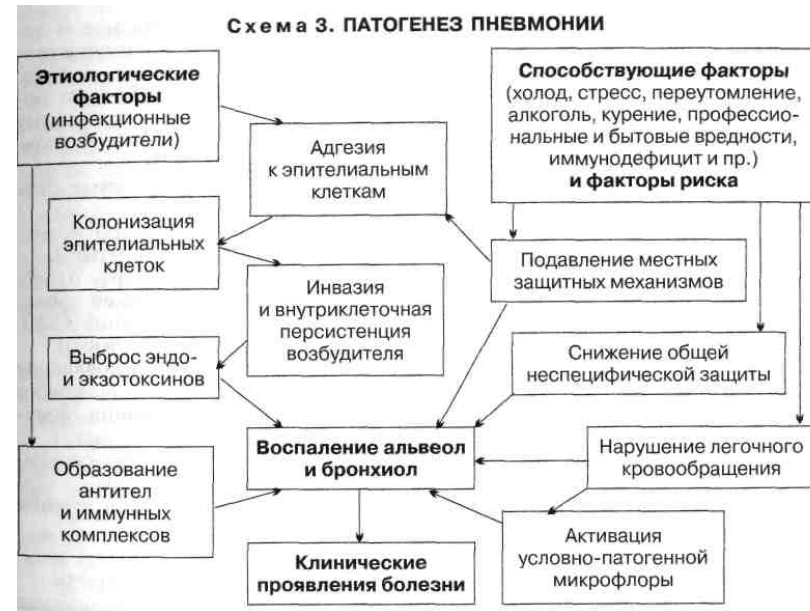 Схема 3. ПАТОГЕНЕЗ ПНЕВМОНИИ
Этиологические
факторы
(инфекционные
возбудители)
Способствующие факторы
(холод, стресс, переутомление,
алкоголь, курение, профессио-
нальные и бытовые вредности,
иммунодефицит и пр.)
и факторы риска
Адгезия
к эпителиальным
клеткам
Колонизация
эпителиальных
клеток
Подавление местных
защитных механизмов
Инвазия
и внутриклеточная
персистенция
возбудителя
Выброс эндо-
и экзотоксинов
Снижение общей
неспецифической защиты
Воспаление альвеол
и бронхиол
Нарушение легочного
кровообращения
Образование
антител
и иммунных
комплексов
Активация
условно-патогенной
микрофлоры
Клинические
проявления болезни